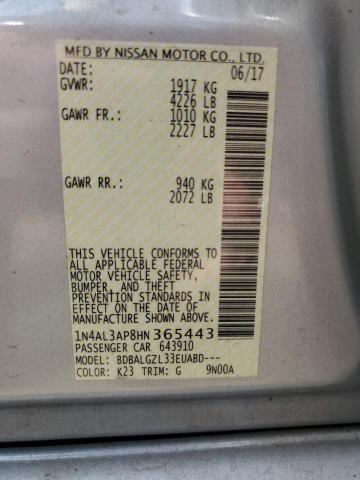 MFD BY NISSAN MOTOR CO., LTD.
DATE: 06/17
GVWR: 1917 KG
4226 LB
GAWR FR.: 1010 KG
2227 LB
GAWR RR.: 940 KG
2072 LB
THIS VEHICLE CONFORMS TO
ALL APPLICABLE FEDERAL
MOTOR VEHICLE SAFETY,
BUMPER, AND THEFT
PREVENTION STANDARDS IN
EFFECT ON THE DATE OF
MANUFACTURE SHOWN ABOVE.
1N4AL3AP8HN365443
PASSENGER CAR 643910
MODEL: BDBALGZL33EUABD---
COLOR: K23 TRIM: G 9N00A